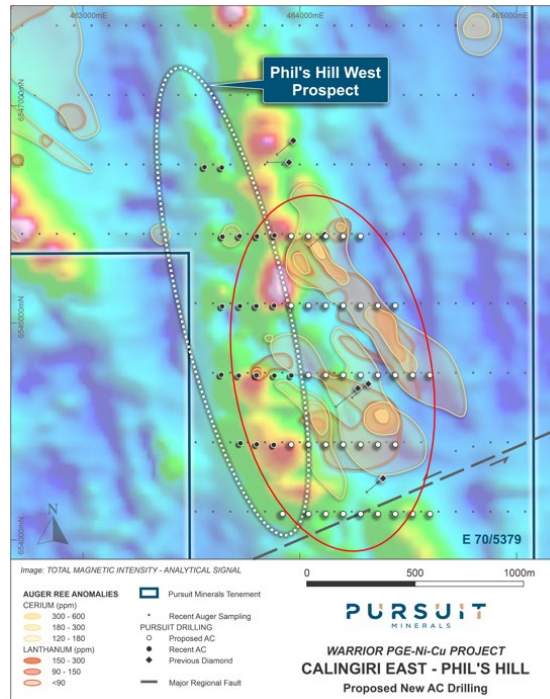 463000mE
464000mE
465000mE
Phil's Hill West
Prospect
6547000mN
6546000mN
6545000mN
6544000mN
N
E 70/5379
Image: TOTAL MAGNETIC INTENSITY - ANALYTICAL SIGNAL
AUGER REE ANOMALIES
CERIUM (ppm)
300 - 600
180 - 300
120 - 180
LANTHANUM (ppm)
150 - 300
90 - 150
<90
Pursuit Minerals Tenement
Recent Auger Sampling
PURSUIT DRILLING
Proposed AC
Recent AC
Previous Diamond
Major Regional Fault
0 500 1000m
PURSUIT
MINERALS
WARRIOR PGE-Ni-Cu PROJECT
CALINGIRI EAST - PHIL'S HILL
Proposed New AC Drilling